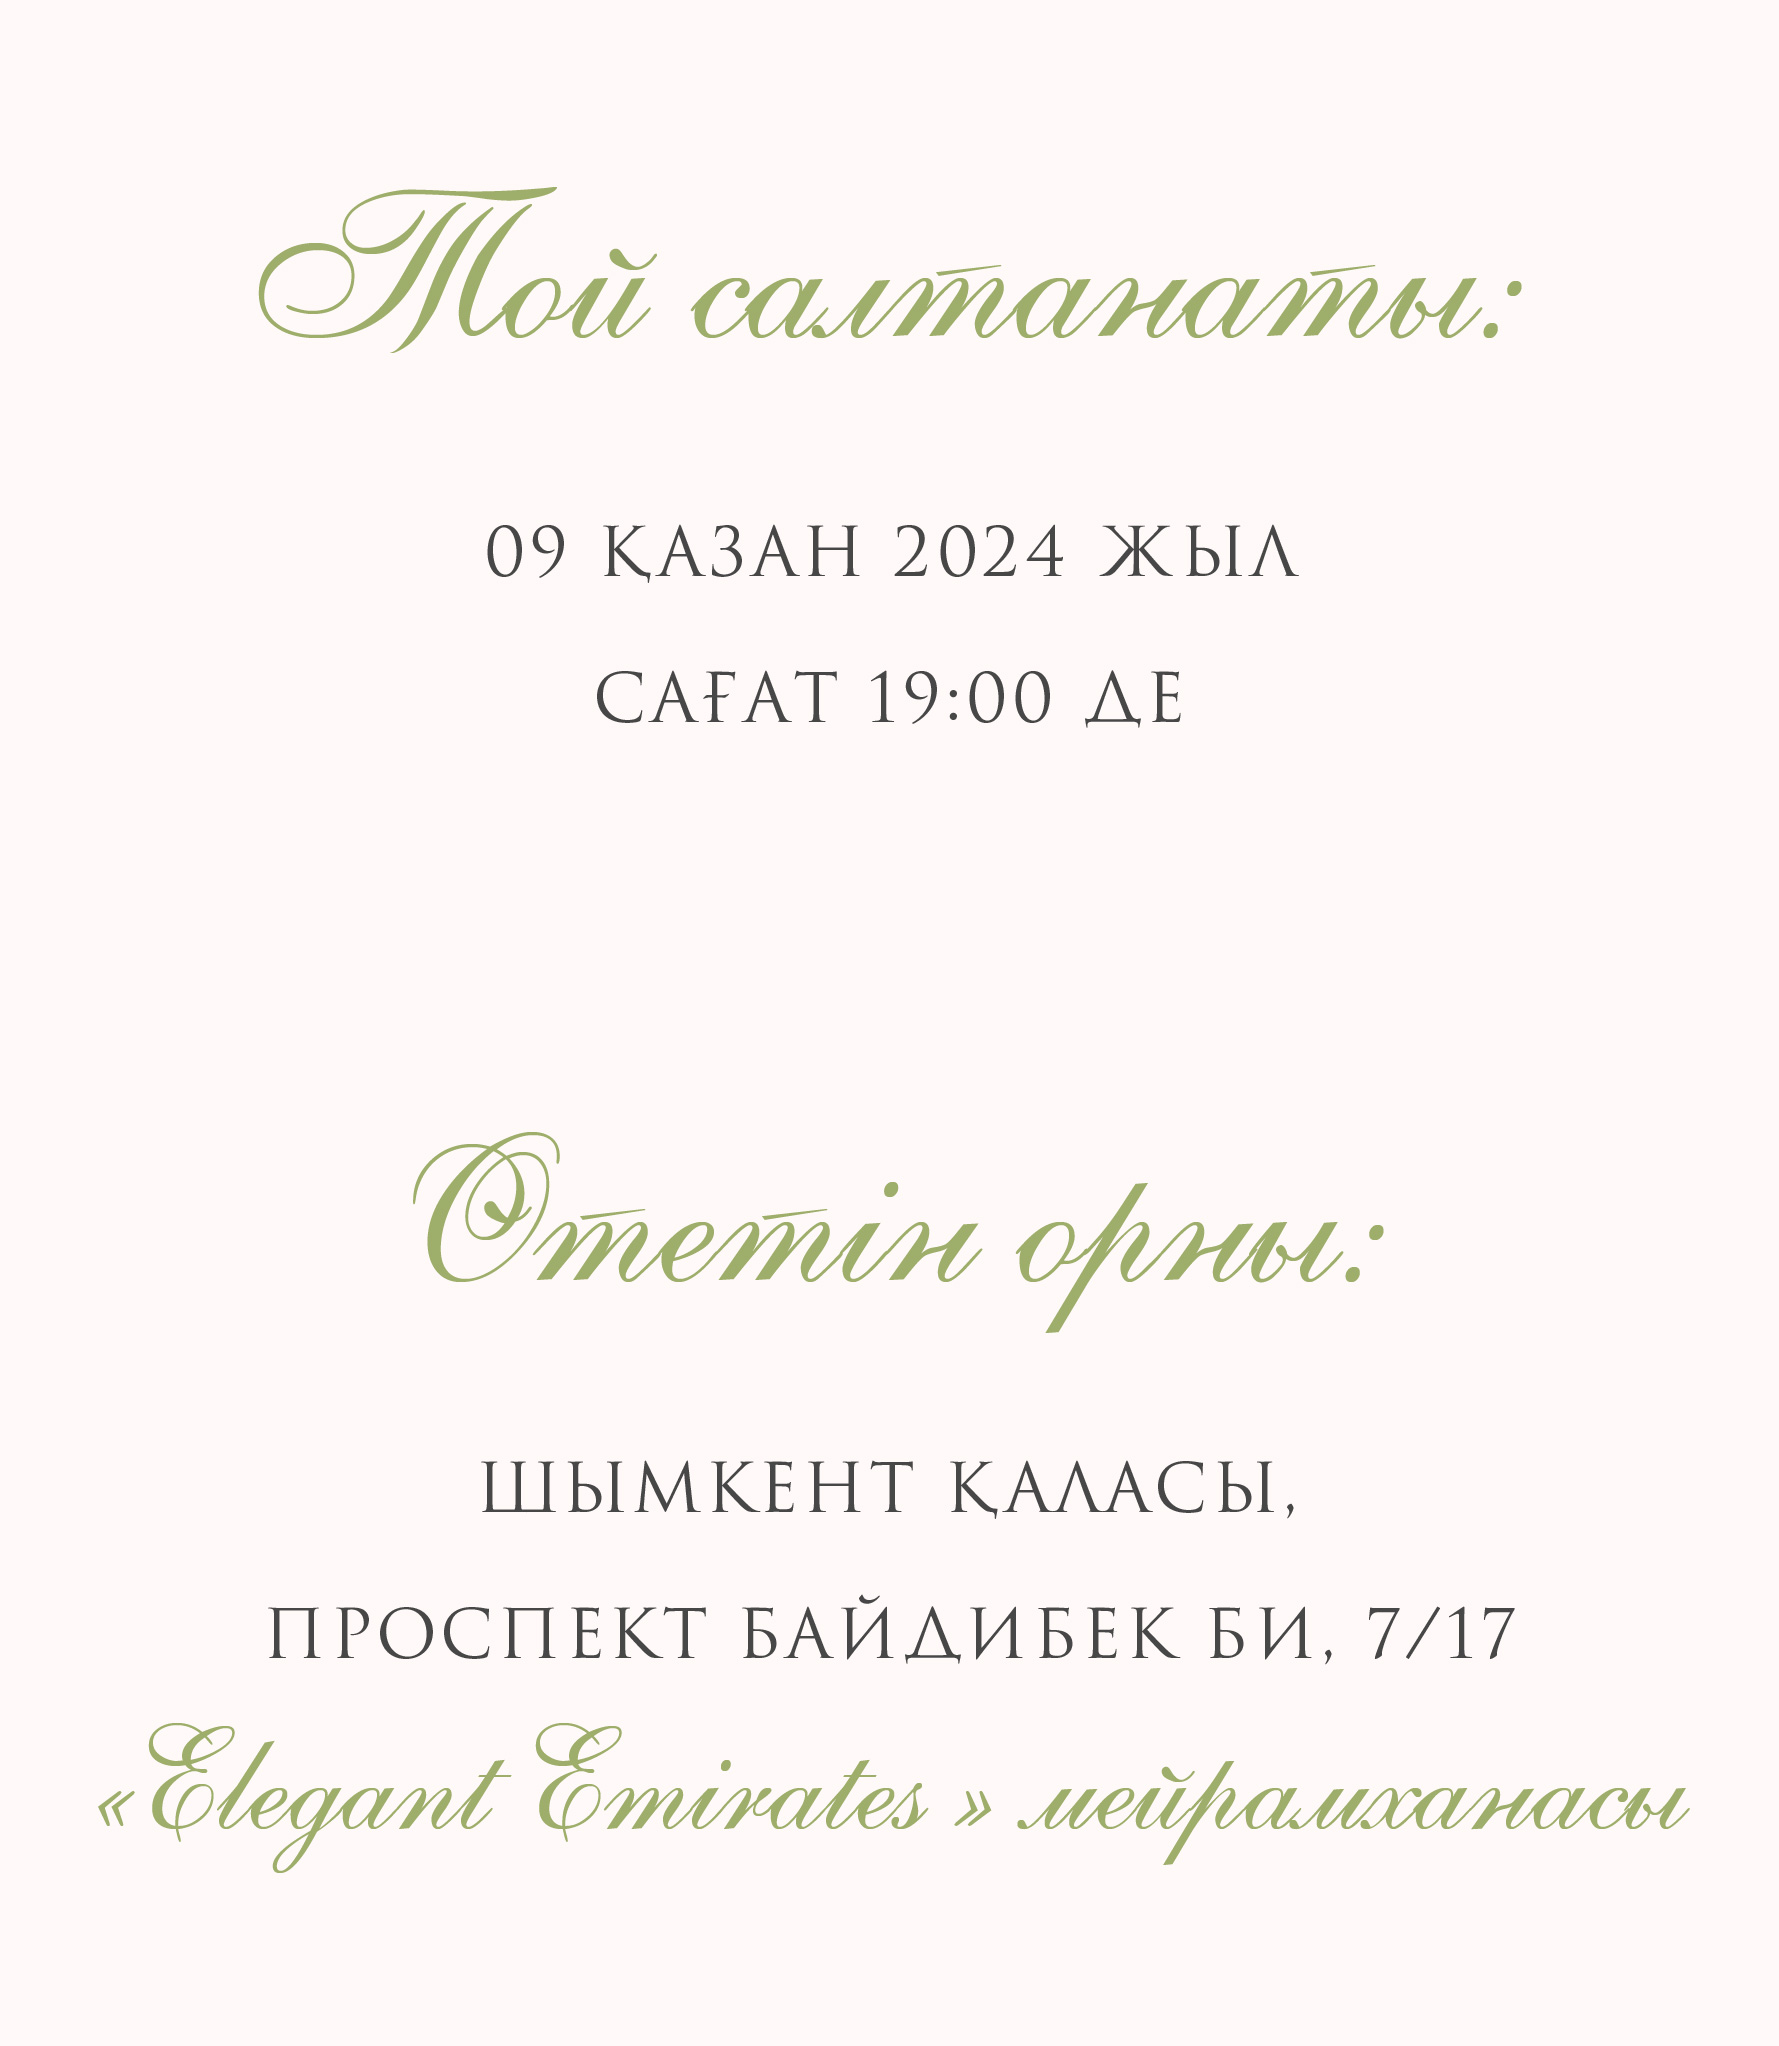 Той салтанаты:
09 ҚАЗАН 2024 ЖЫЛ
САҒАТ 19:00 ДЕ
Отетін орны:
ШЫМКЕНТ ҚАЛАСЫ,
ПРОСПЕКТ БАЙДИБЕК БИ, 7/17
«Elegant Emirates » мейрамханасы